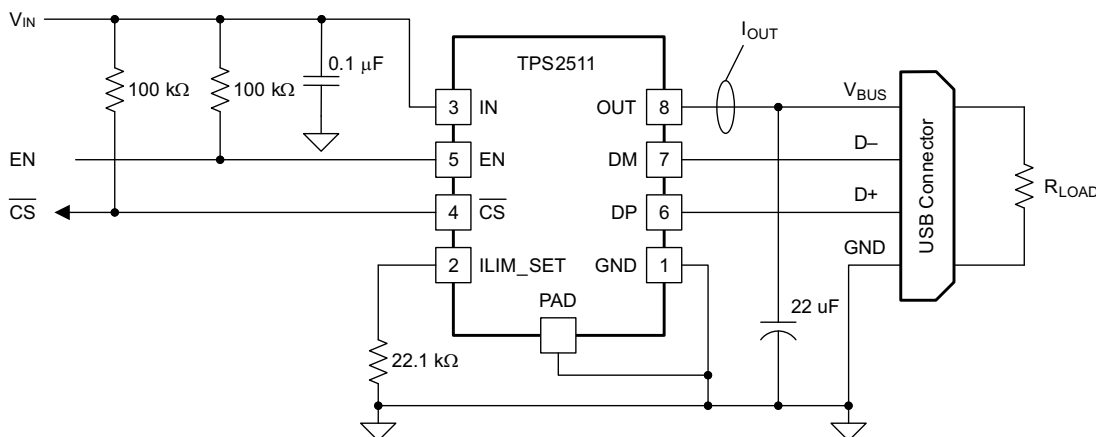 VIN
IOUT
0.1 μF
TPS2511
100 kΩ
100 kΩ
3
IN
OUT
8
VBUS
EN
5
EN
DM
7
D–
CS
4
CS
DP
6
D+
RLOAD
USB Connector
2
ILIM_SET
GND
1
GND
PAD
22 uF
22.1 kΩ